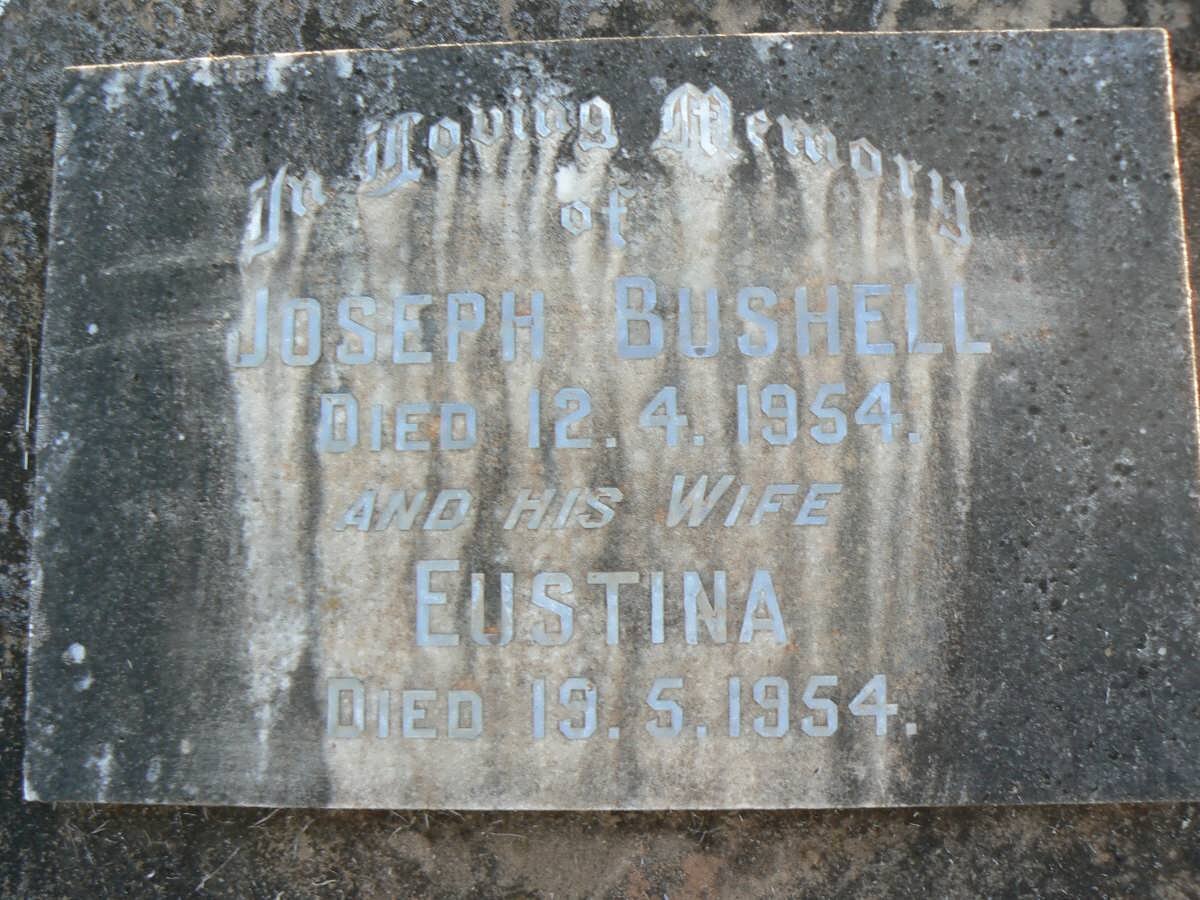 In Loving Memory
of
JOSEPH BUSHELL
DIED 12. 4. 1954.
AND HIS WIFE
EUSTINA
DIED 19. 5. 1954.